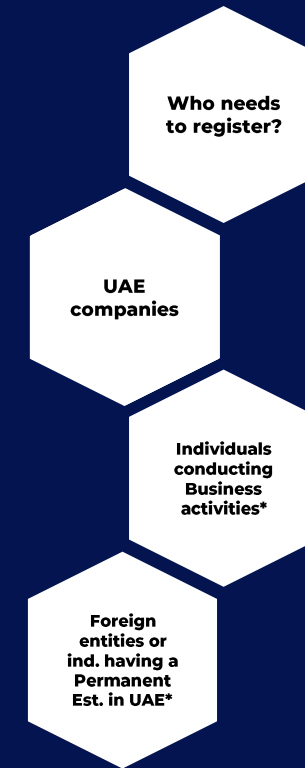 Who needs
to register?
UAE
companies
Individuals
conducting
Business
activities*
Foreign
entities or
ind. having a
Permanent
Est. in UAE*